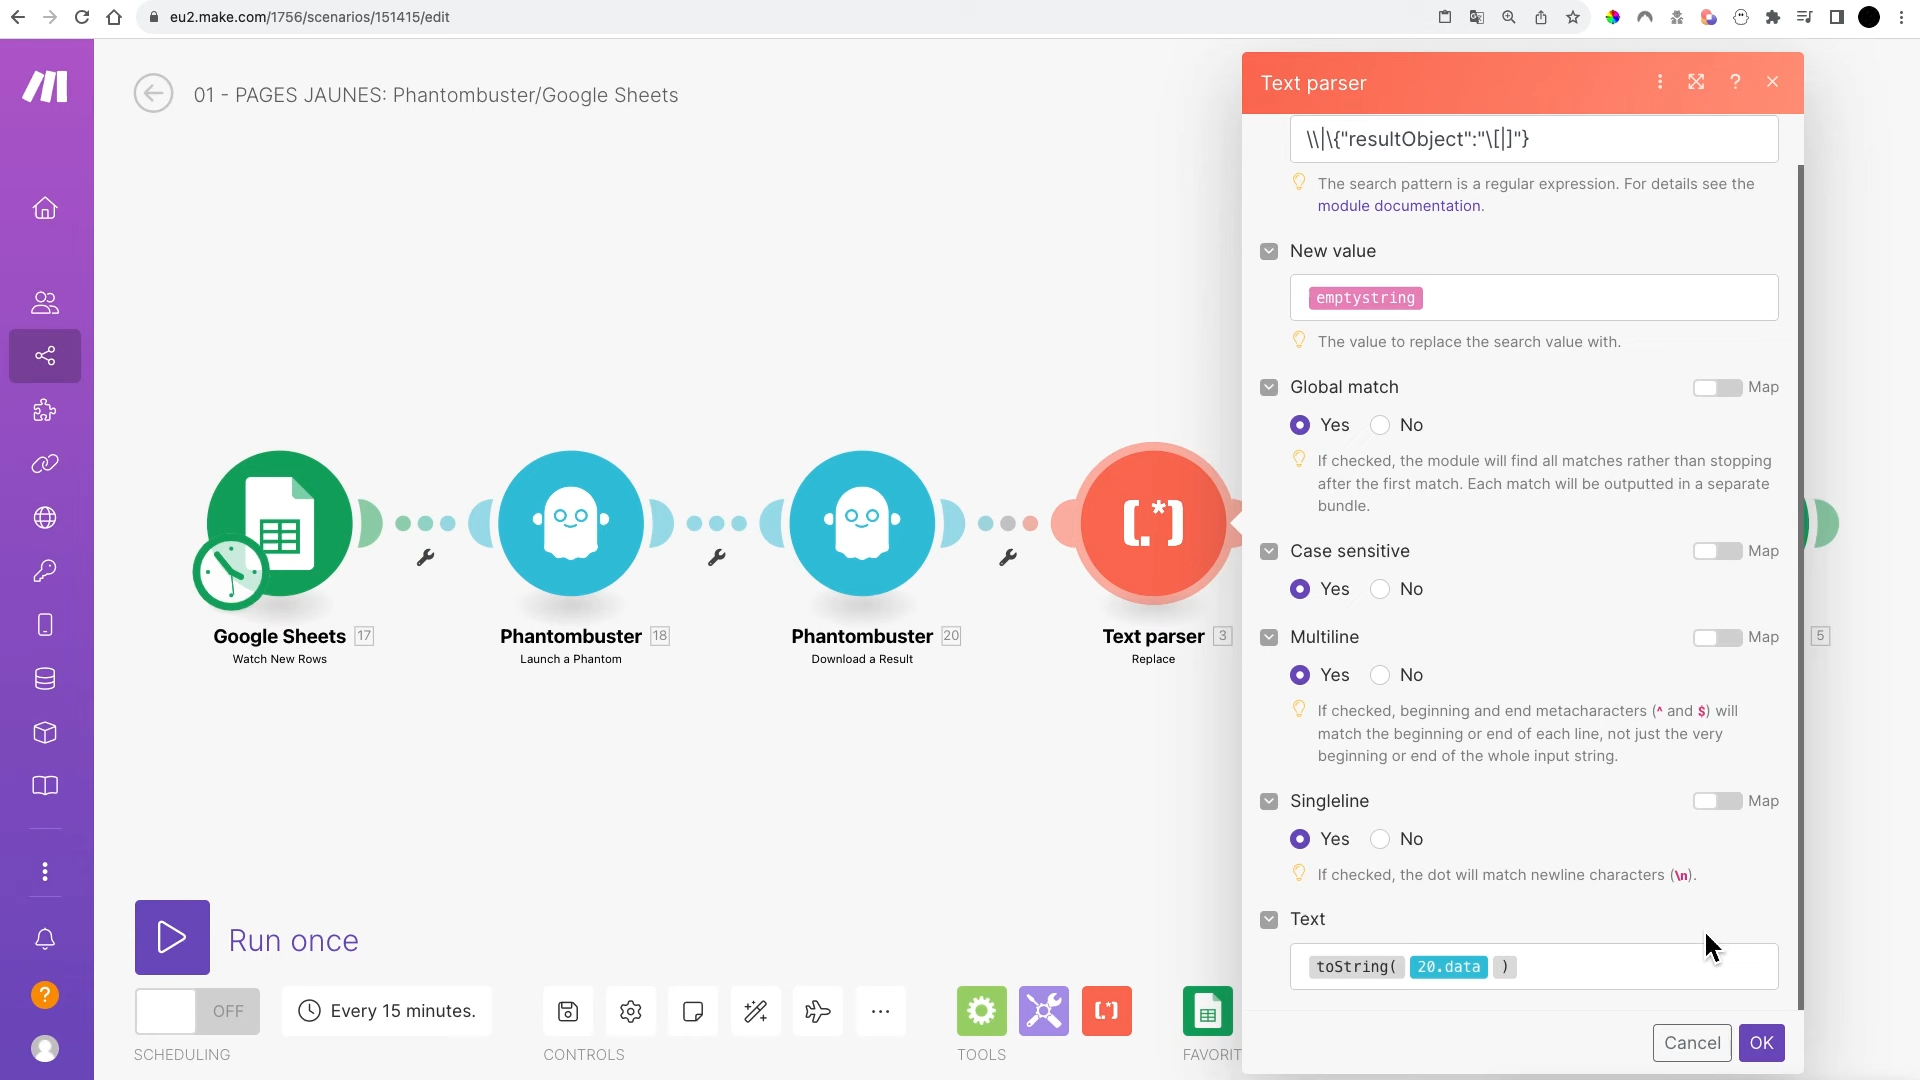 eu2.make.com/1756/scenarios/151415/edit
01 - PAGES JAUNES: Phantombuster/Google Sheets
Text parser
\\|\{"resultObject":"\[|]"}
The search pattern is a regular expression. For details see the
module documentation.
New value
emptystring
The value to replace the search value with.
Global match
Map
Yes
No
If checked, the module will find all matches rather than stopping
after the first match. Each match will be outputted in a separate
bundle.
Case sensitive
Map
Yes
No
Multiline
Map
Yes
No
If checked, beginning and end metacharacters (^ and $) will
match the beginning or end of each line, not just the very
beginning or end of the whole input string.
Singleline
Map
Yes
No
If checked, the dot will match newline characters (\n).
Text
toString( 20.data )
Cancel
OK
Google Sheets 17
Watch New Rows
Phantombuster 18
Launch a Phantom
Phantombuster 20
Download a Result
Text parser 3
Replace
5
Run once
OFF
Every 15 minutes.
SCHEDULING
CONTROLS
TOOLS
FAVORIT